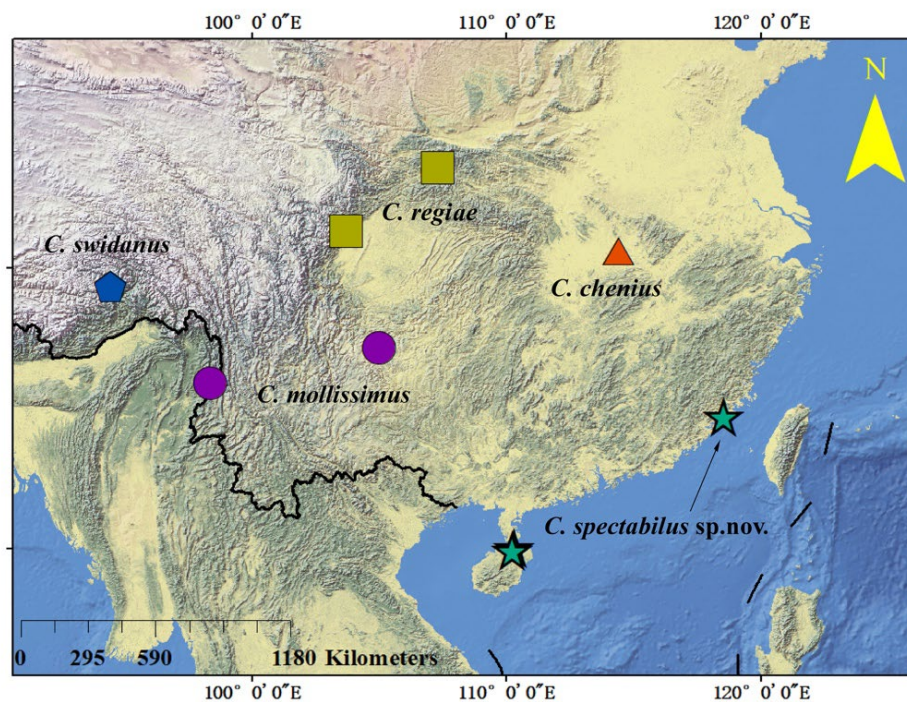 100° 0'0"E 110° 0'0"E 120° 0'0"E
N
C. regiae
C. swidanus
C. chenius
C. mollissimus
C. spectabilus sp.nov.
0 295 590 1180 Kilometers
100° 0'0"E 110° 0'0"E 120° 0'0"E